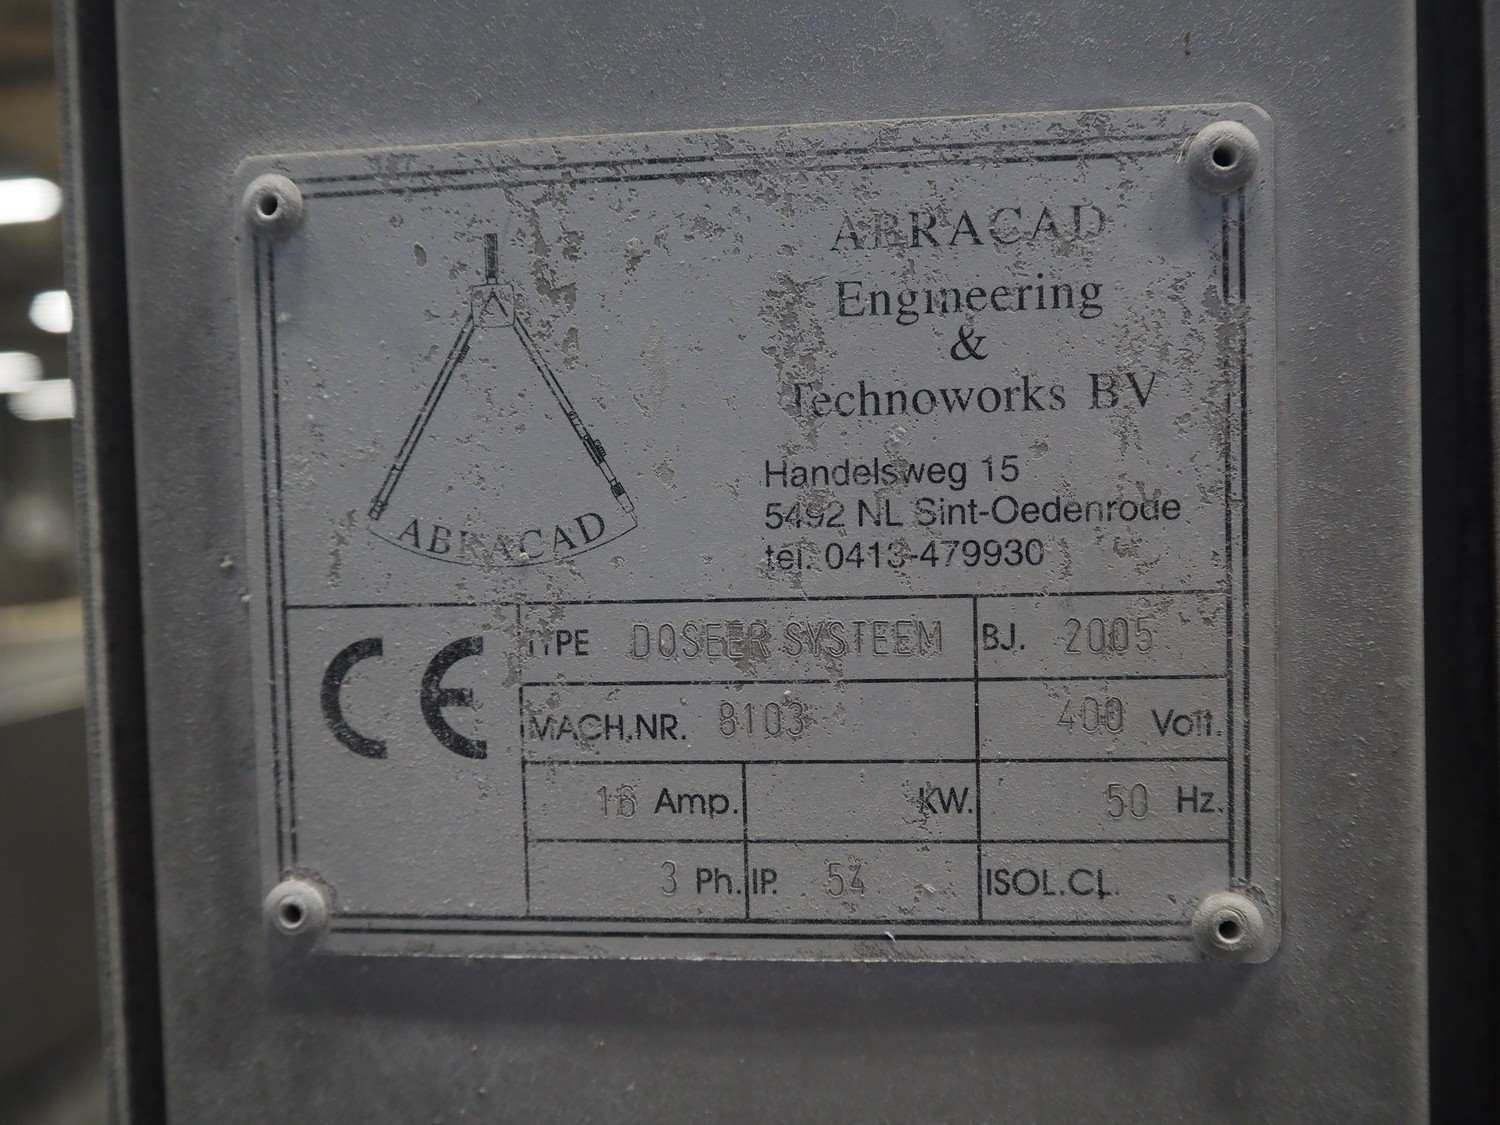 ABRACAD
Engineering
&
Technoworks BV
Handelsweg 15
5492 NL Sint-Oedenrode
tel. 0413-479930
ABRACAD
CE
TYPE DOSEER SYSTEEM BJ. 2005
MACH.NR. 8103 400 Volt.
16 Amp. KW. 50 Hz.
3 Ph. IP. 54 ISOL.CL.